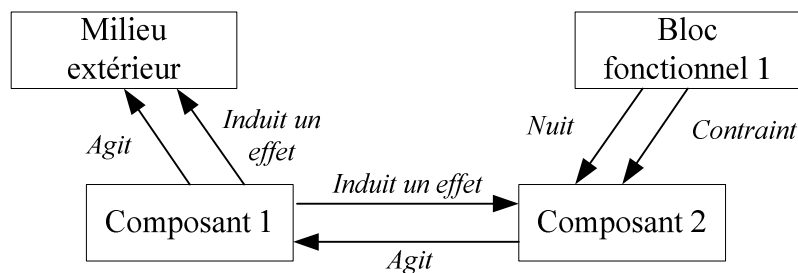 Milieu
extérieur
Bloc
fonctionnel 1
Agit
Induit un
effet
Nuit
Contraint
Composant 1
Induit un effet
Agit
Composant 2